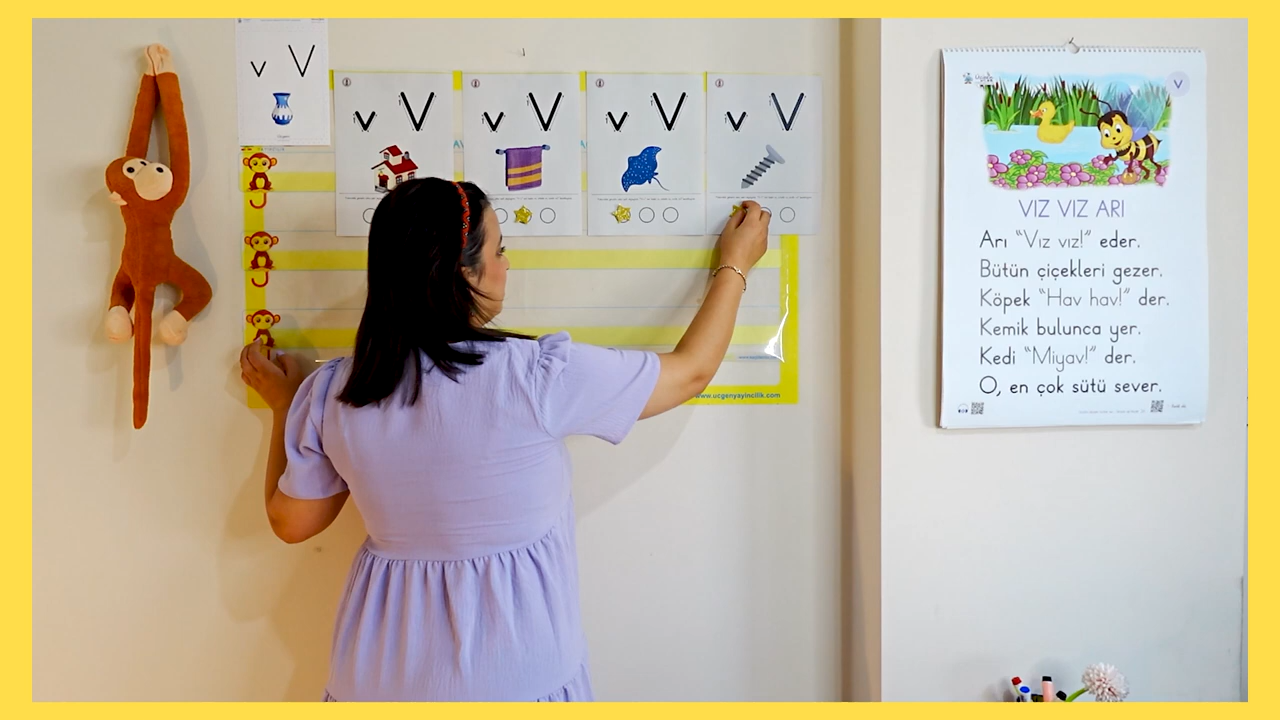 v V
v V
v V
v V
v V
www.ucgenyayincilik.com
v
VIZ VIZ ARI
Arı “Vız vız!” eder.
Bütün çiçekleri gezer.
Köpek “Hav hav!” der.
Kemik bulunca yer.
Kedi “Miyav!” der.
O, en çok sütü sever.